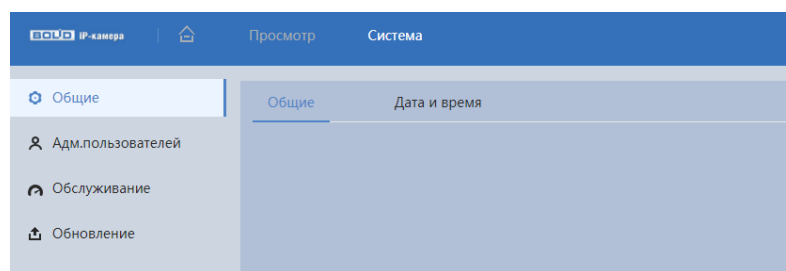 BOLID IP-камера Просмотр Система
Общие
Общие Дата и время
Адм.пользователей
Обслуживание
Обновление